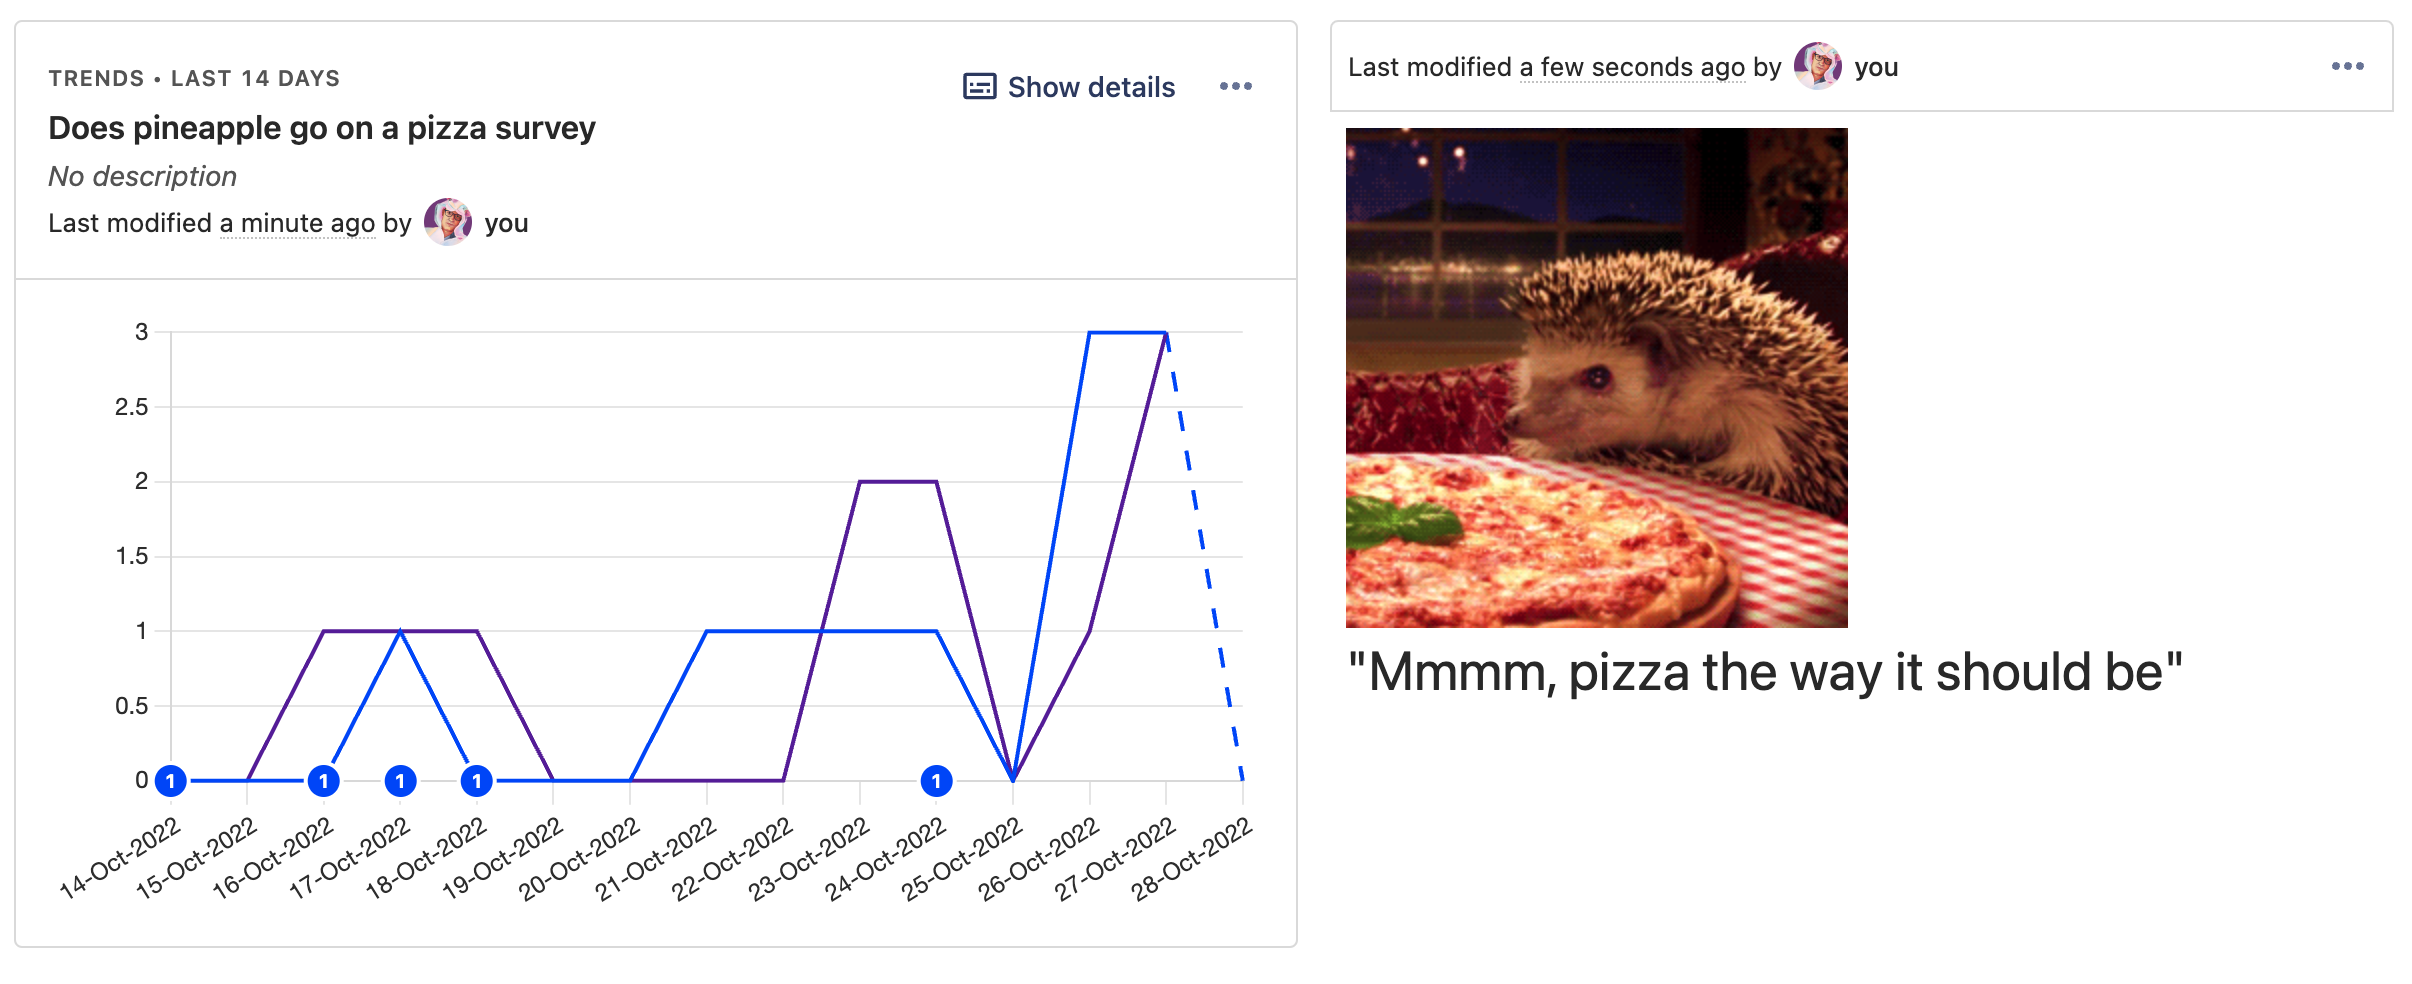 TRENDS • LAST 14 DAYS
Show details
Does pineapple go on a pizza survey
No description
Last modified a minute ago by you
3
2.5
2
1.5
1
0.5
0
1 1 1 1 1
14-Oct-2022
15-Oct-2022
16-Oct-2022
17-Oct-2022
18-Oct-2022
19-Oct-2022
20-Oct-2022
21-Oct-2022
22-Oct-2022
23-Oct-2022
24-Oct-2022
25-Oct-2022
26-Oct-2022
27-Oct-2022
28-Oct-2022
Last modified a few seconds ago by you
"Mmmm, pizza the way it should be"